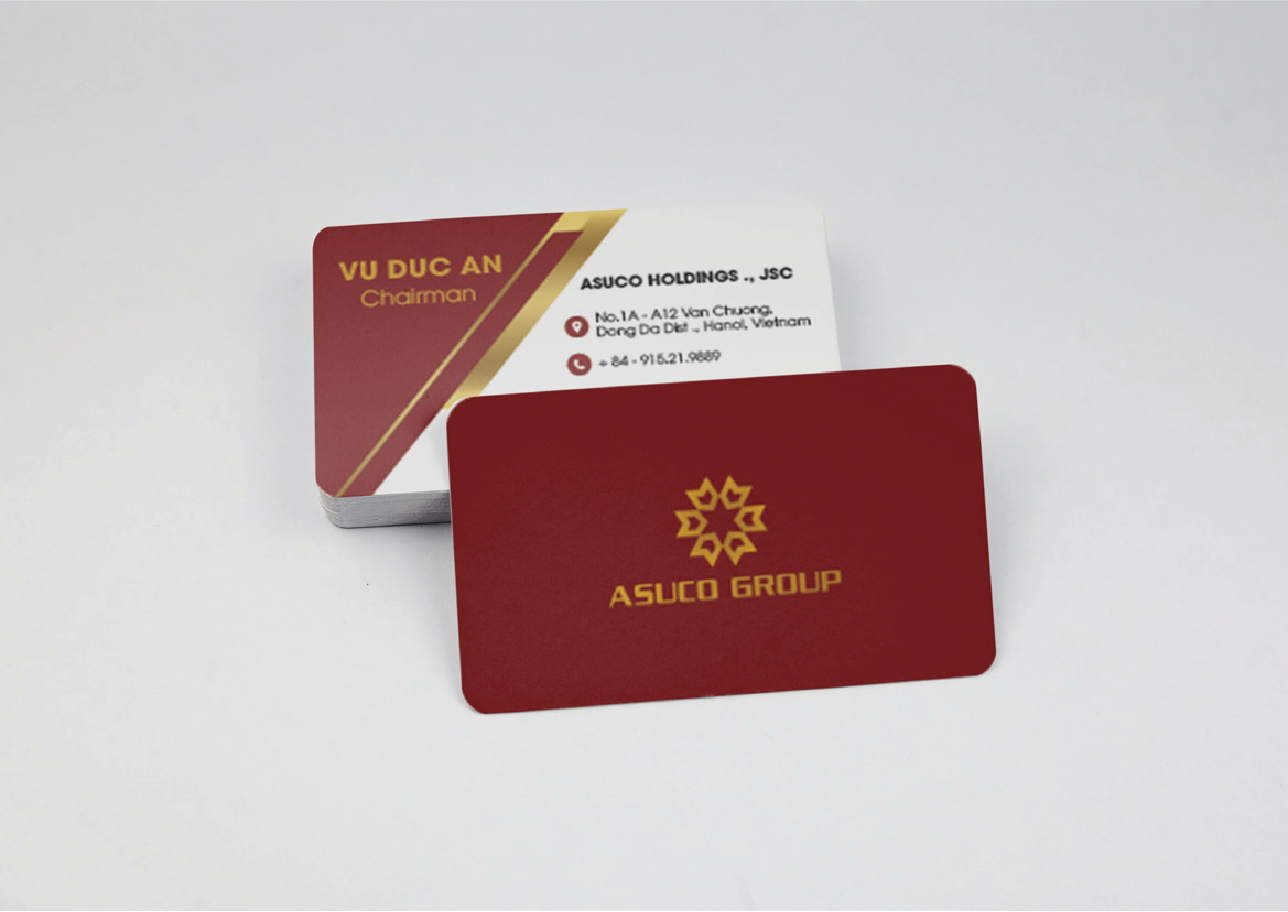 VU DUC AN
Chairman
ASUCO HOLDINGS ., JSC
No.1A - A12 Van Chuong,
Dong Da Dist ., Hanoi, Vietnam
+ 84 - 915.21.9889
ASUCO GROUP